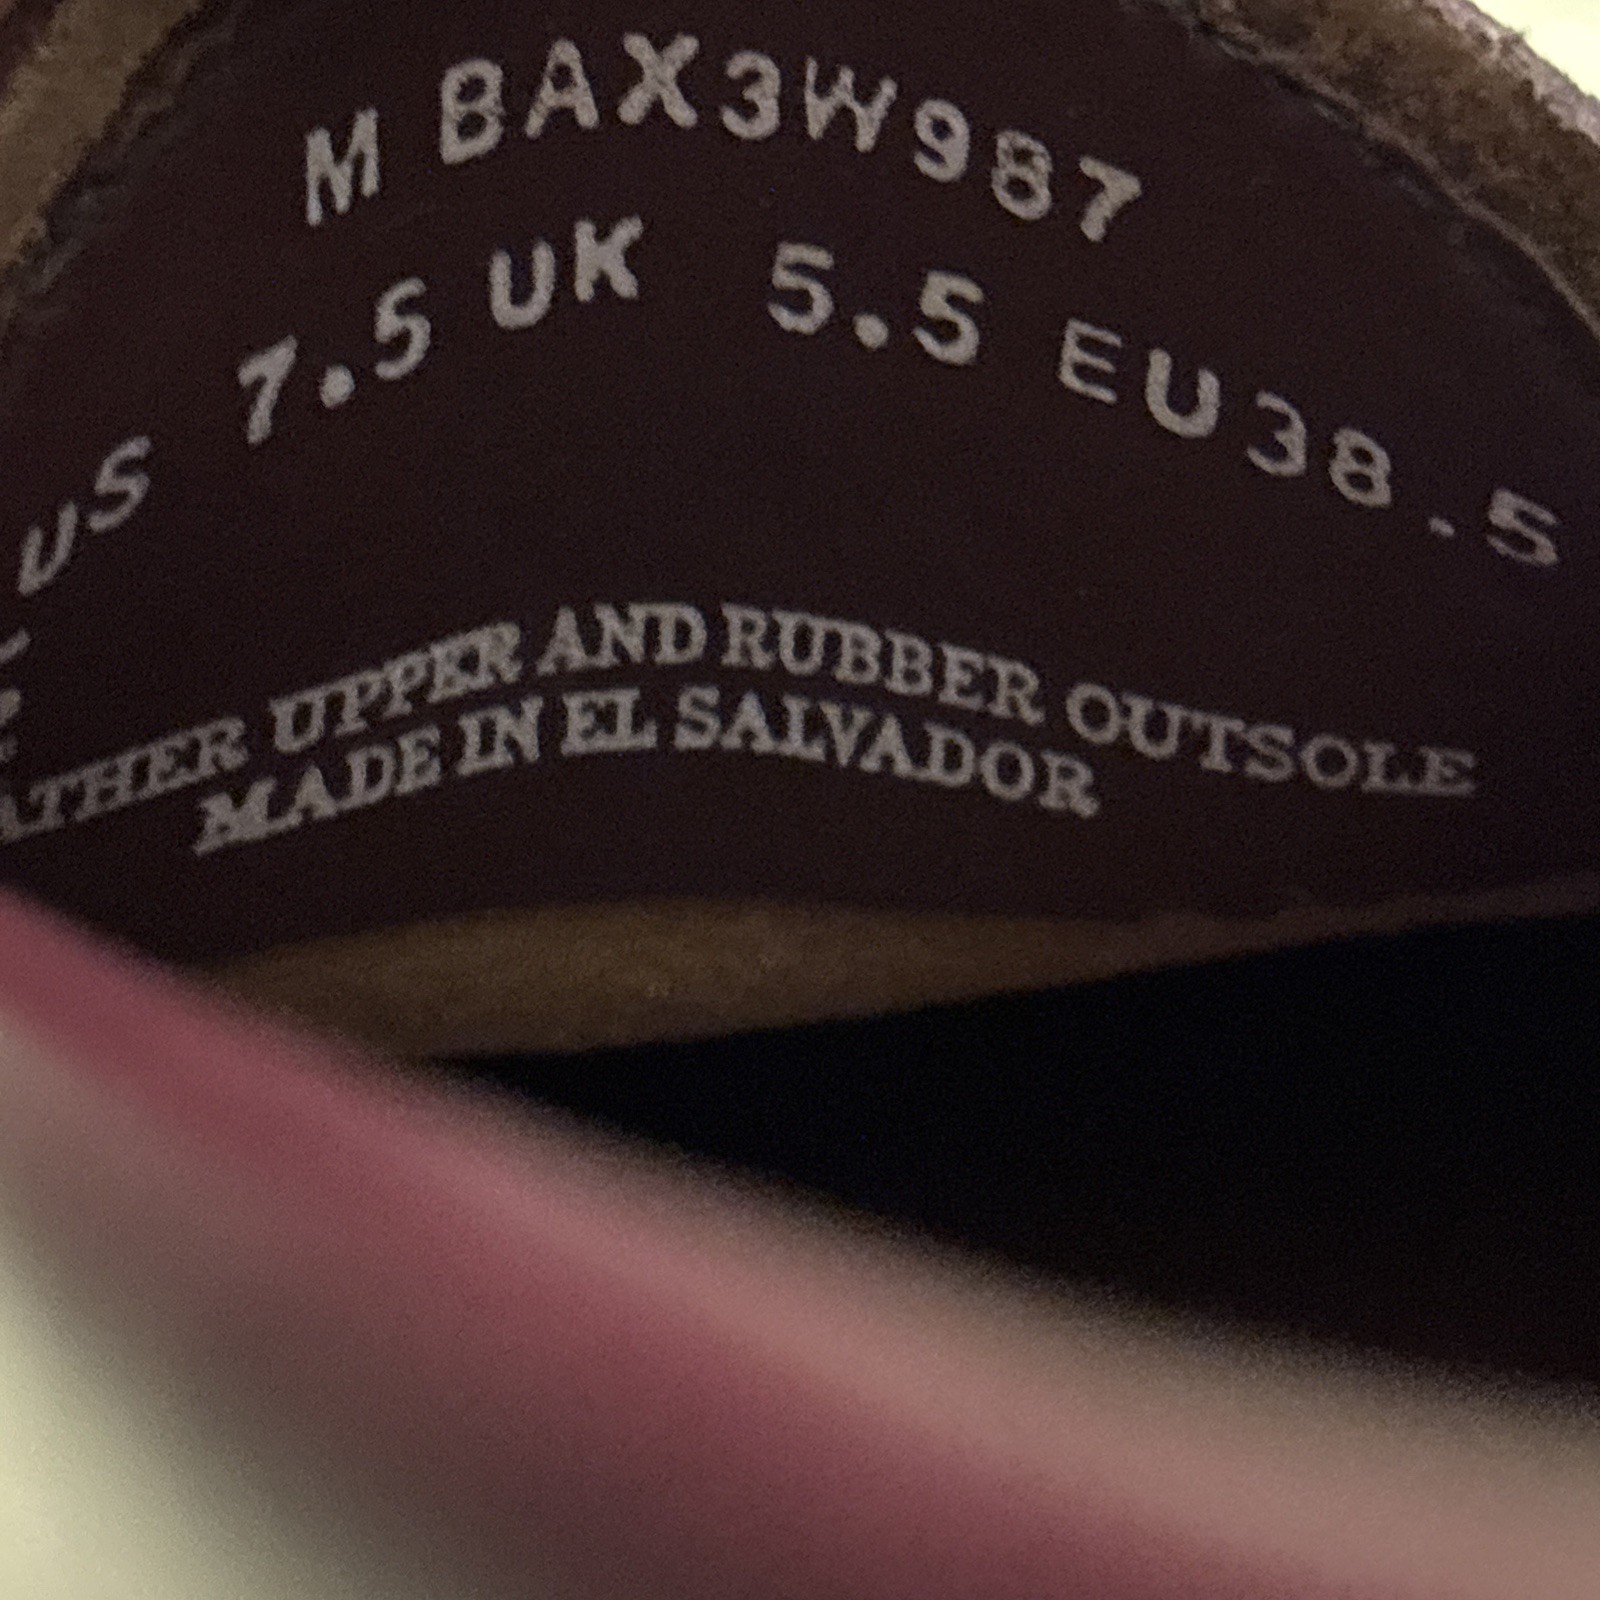 M BAX3W987
US 7.5 UK 5.5 EU38.5
ATHER UPPER AND RUBBER OUTSOLE
MADE IN EL SALVADOR